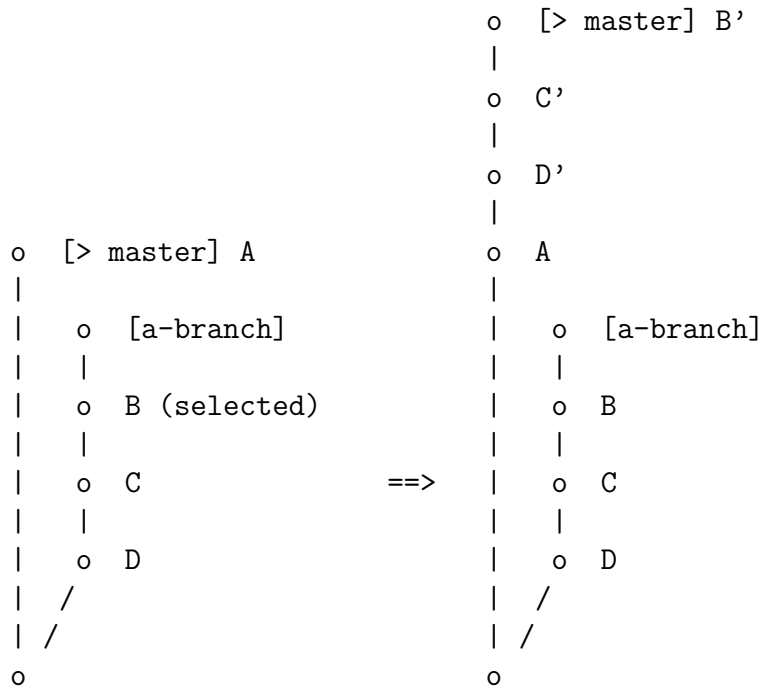 o [> master] B’
|
o C’
|
o D’
|
o [> master] A o A
| |
| o [a-branch] | o [a-branch]
| | | |
| o B (selected) | o B
| | | |
| o C ==> | o C
| | | |
| o D | o D
| / | /
| / | /
o o